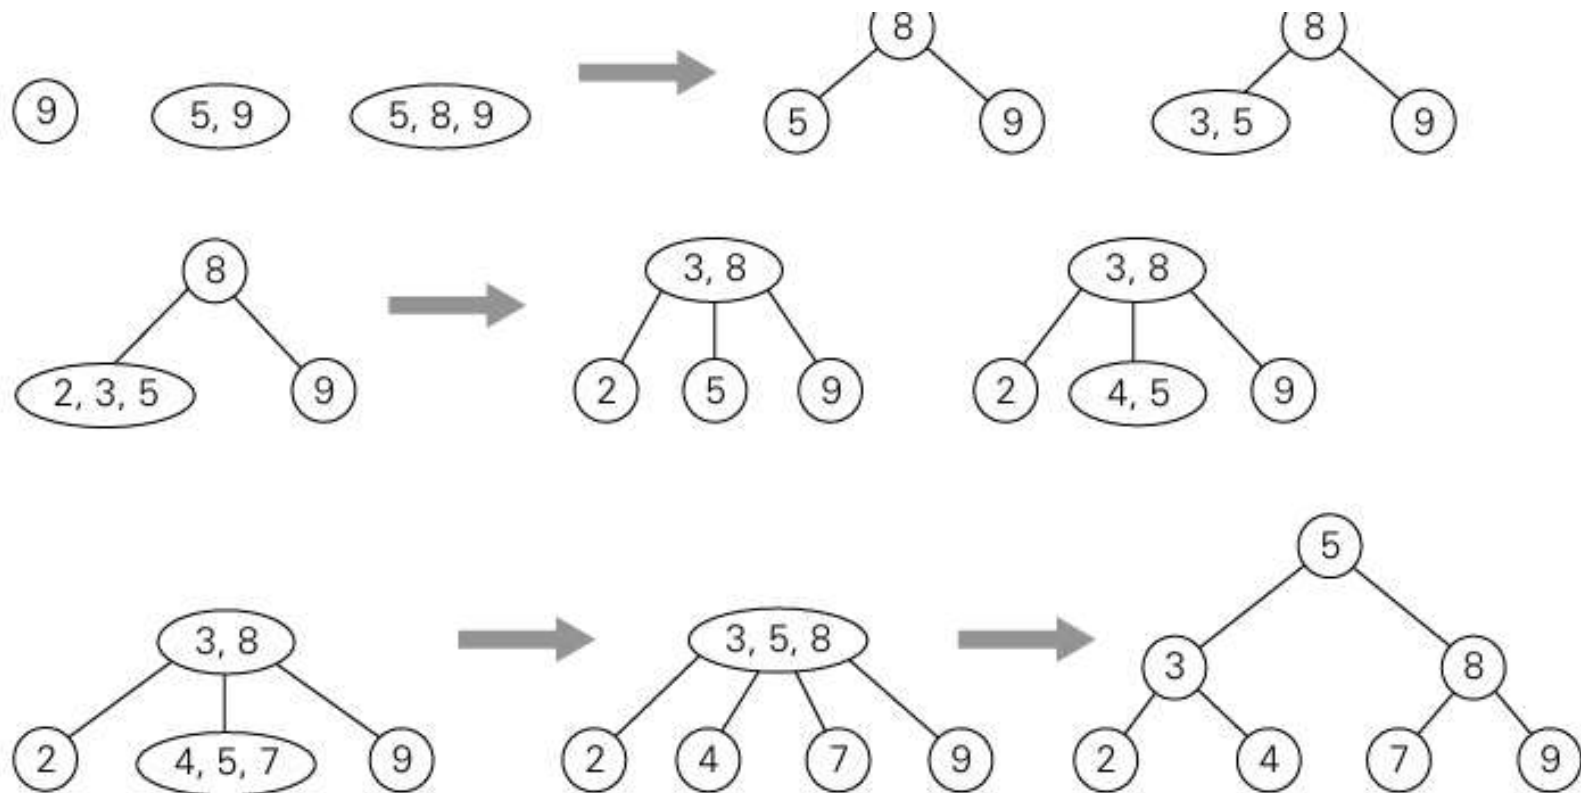 8 8
9 5, 9 5, 8, 9 5 9 3, 5 9
8 3, 8 3, 8
2, 3, 5 9 2 5 9 2 4, 5 9
5
3, 8 3, 5, 8 3 8
2 4, 5, 7 9 2 4 7 9 2 4 7 9